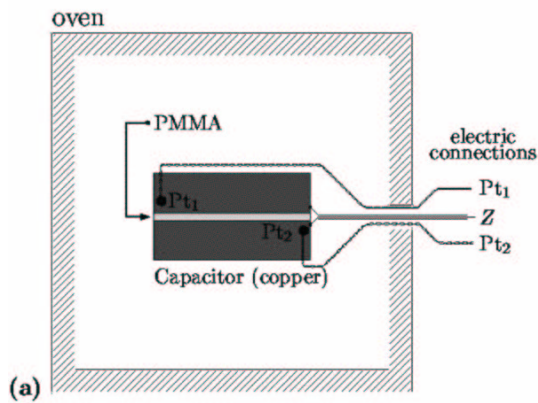 oven
PMMA
electric
connections
Pt1
Pt1
Z
Pt2
Pt2
Capacitor (copper)
(a)